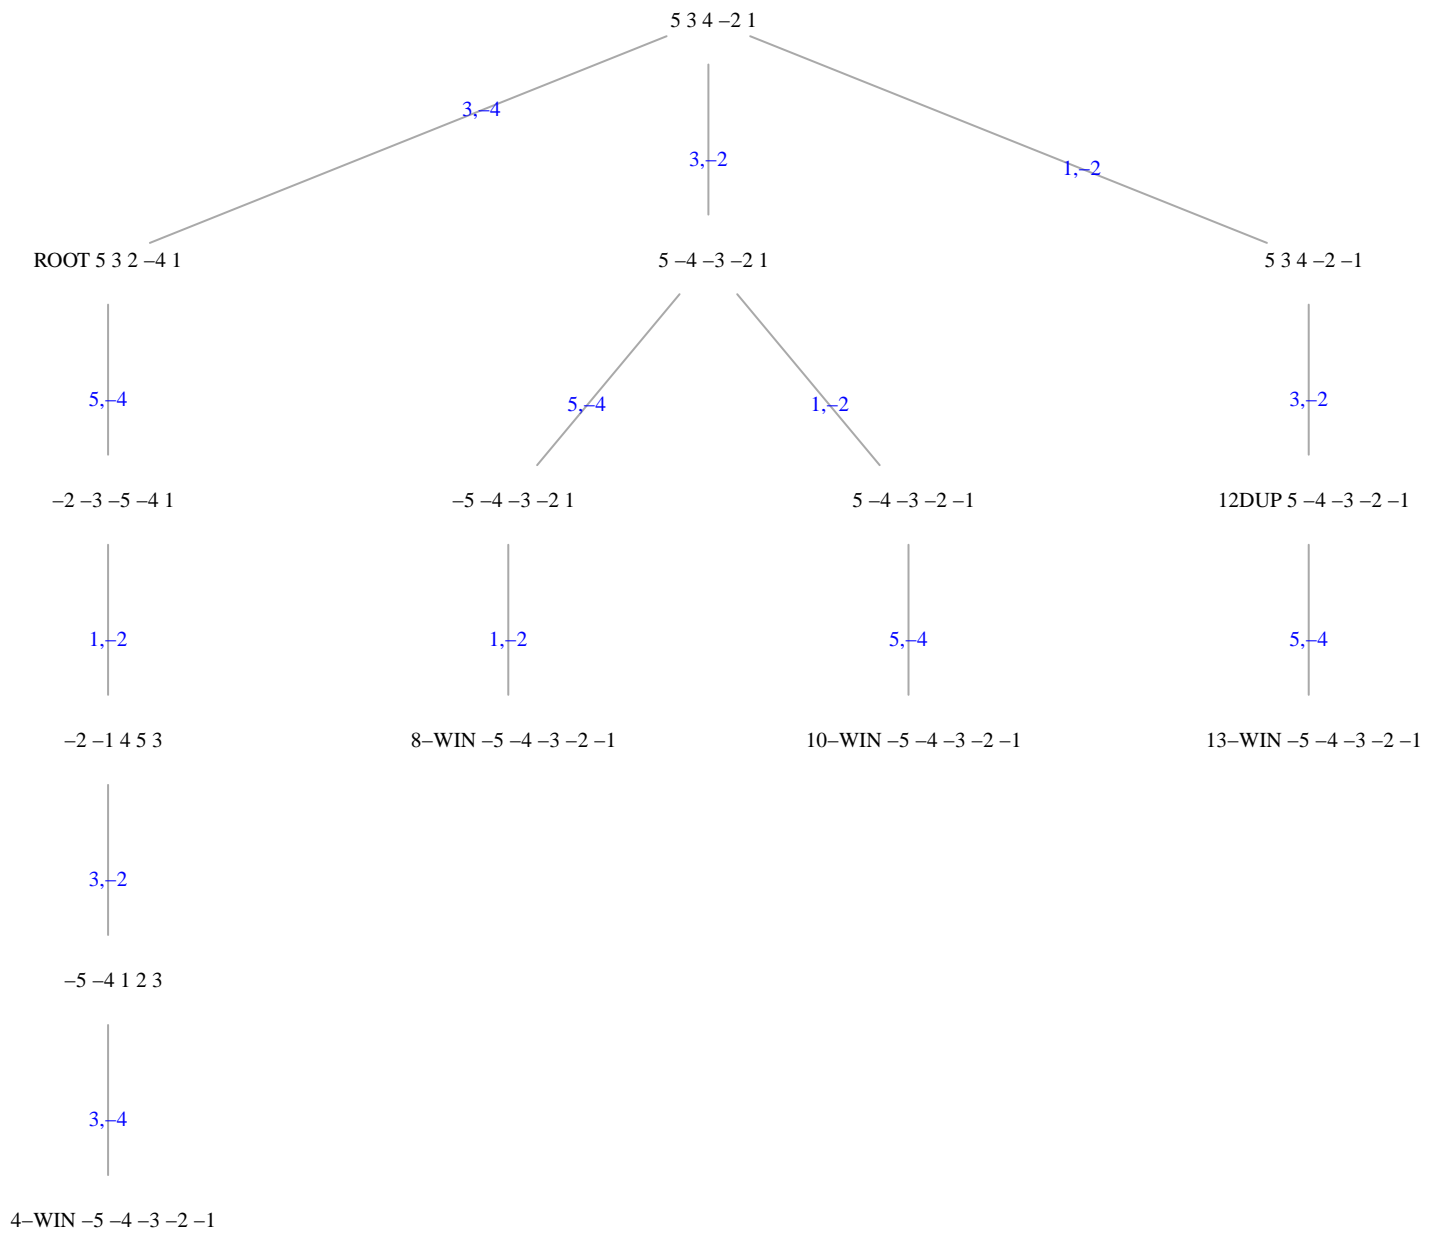 5 3 4 –2 1
3,–4
3,–2
1,–2
ROOT 5 3 2 –4 1
5 –4 –3 –2 1
5 3 4 –2 –1
5,–4
5,–4
1,–2
3,–2
–2 –3 –5 –4 1
–5 –4 –3 –2 1
5 –4 –3 –2 –1
12DUP 5 –4 –3 –2 –1
1,–2
1,–2
5,–4
5,–4
–2 –1 4 5 3
8–WIN –5 –4 –3 –2 –1
10–WIN –5 –4 –3 –2 –1
13–WIN –5 –4 –3 –2 –1
3,–2
–5 –4 1 2 3
3,–4
4–WIN –5 –4 –3 –2 –1